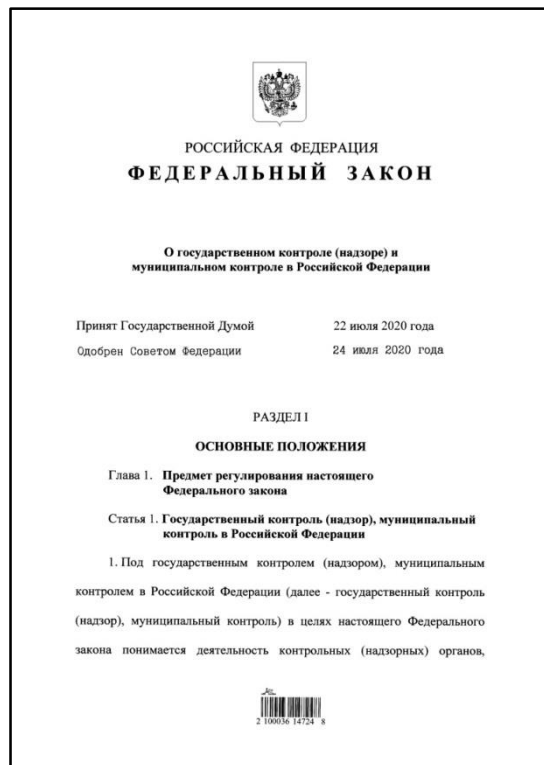 РОССИЙСКАЯ ФЕДЕРАЦИЯ
ФЕДЕРАЛЬНЫЙ ЗАКОН
О государственном контроле (надзоре) и
муниципальном контроле в Российской Федерации
Принят Государственной Думой 22 июля 2020 года
Одобрен Советом Федерации 24 июля 2020 года
РАЗДЕЛ I
ОСНОВНЫЕ ПОЛОЖЕНИЯ
Глава 1. Предмет регулирования настоящего
Федерального закона
Статья 1. Государственный контроль (надзор), муниципальный
контроль в Российской Федерации
1. Под государственным контролем (надзором), муниципальным
контролем в Российской Федерации (далее - государственный контроль
(надзор), муниципальный контроль) в целях настоящего Федерального
закона понимается деятельность контрольных (надзорных) органов,
2 100036 14724 8